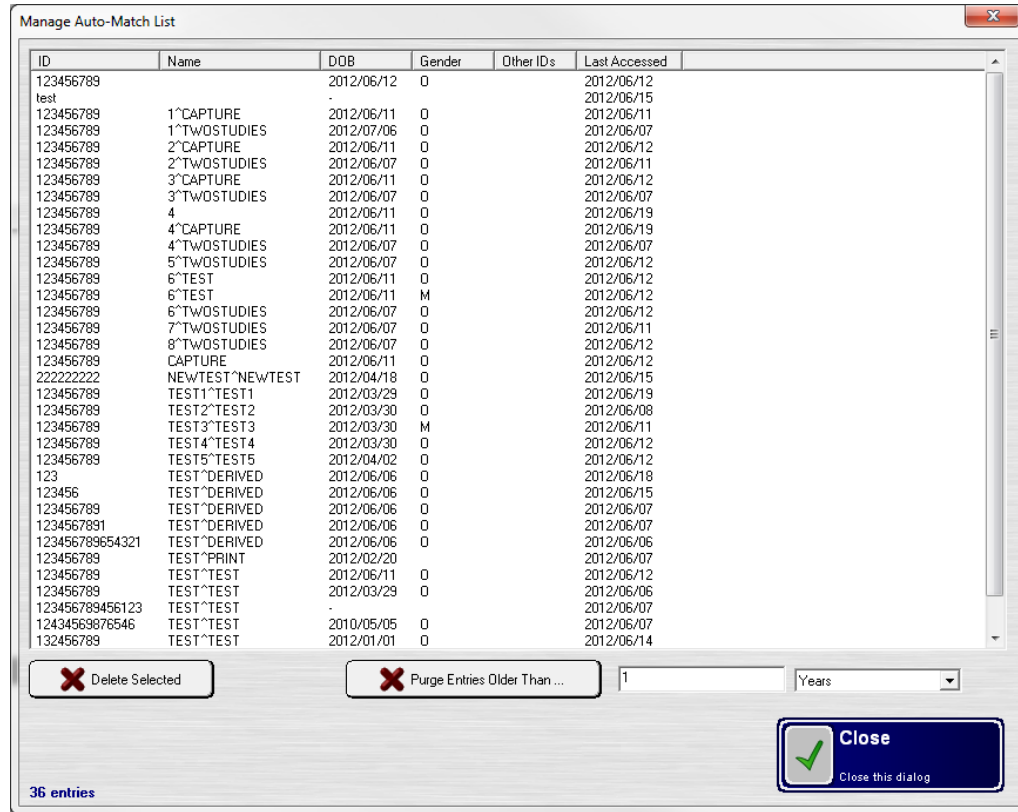 Manage Auto-Match List
ID Name DOB Gender Other IDs Last Accessed
123456789 2012/06/12 O 2012/06/12
test - 2012/06/15
123456789 1^CAPTURE 2012/06/11 O 2012/06/11
123456789 1^TWOSTUDIES 2012/07/06 O 2012/06/07
123456789 2^CAPTURE 2012/06/11 O 2012/06/12
123456789 2^TWOSTUDIES 2012/06/07 O 2012/06/11
123456789 3^CAPTURE 2012/06/11 O 2012/06/12
123456789 3^TWOSTUDIES 2012/06/07 O 2012/06/07
123456789 4 2012/06/11 O 2012/06/19
123456789 4^CAPTURE 2012/06/11 O 2012/06/19
123456789 4^TWOSTUDIES 2012/06/07 O 2012/06/07
123456789 5^TWOSTUDIES 2012/06/07 O 2012/06/12
123456789 6^TEST 2012/06/11 O 2012/06/12
123456789 6^TEST 2012/06/11 M 2012/06/12
123456789 6^TWOSTUDIES 2012/06/07 O 2012/06/12
123456789 7^TWOSTUDIES 2012/06/07 O 2012/06/11
123456789 8^TWOSTUDIES 2012/06/07 O 2012/06/12
123456789 CAPTURE 2012/06/11 O 2012/06/12
222222222 NEWTEST^NEWTEST 2012/04/18 O 2012/06/15
123456789 TEST1^TEST1 2012/03/29 O 2012/06/19
123456789 TEST2^TEST2 2012/03/30 O 2012/06/08
123456789 TEST3^TEST3 2012/03/30 M 2012/06/11
123456789 TEST4^TEST4 2012/03/30 O 2012/06/12
123456789 TEST5^TEST5 2012/04/02 O 2012/06/12
123 TEST^DERIVED 2012/06/06 O 2012/06/18
123456 TEST^DERIVED 2012/06/06 O 2012/06/15
123456789 TEST^DERIVED 2012/06/06 O 2012/06/07
1234567891 TEST^DERIVED 2012/06/06 O 2012/06/07
123456789654321 TEST^DERIVED 2012/06/06 O 2012/06/06
123456789 TEST^PRINT 2012/02/20 2012/06/07
123456789 TEST^TEST 2012/06/11 O 2012/06/12
123456789 TEST^TEST 2012/03/29 O 2012/06/06
123456789456123 TEST^TEST - 2012/06/07
12434569876546 TEST^TEST 2010/05/05 O 2012/06/07
132456789 TEST^TEST 2012/01/01 O 2012/06/14
Delete Selected Purge Entries Older Than ... 1 Years
Close
Close this dialog
36 entries